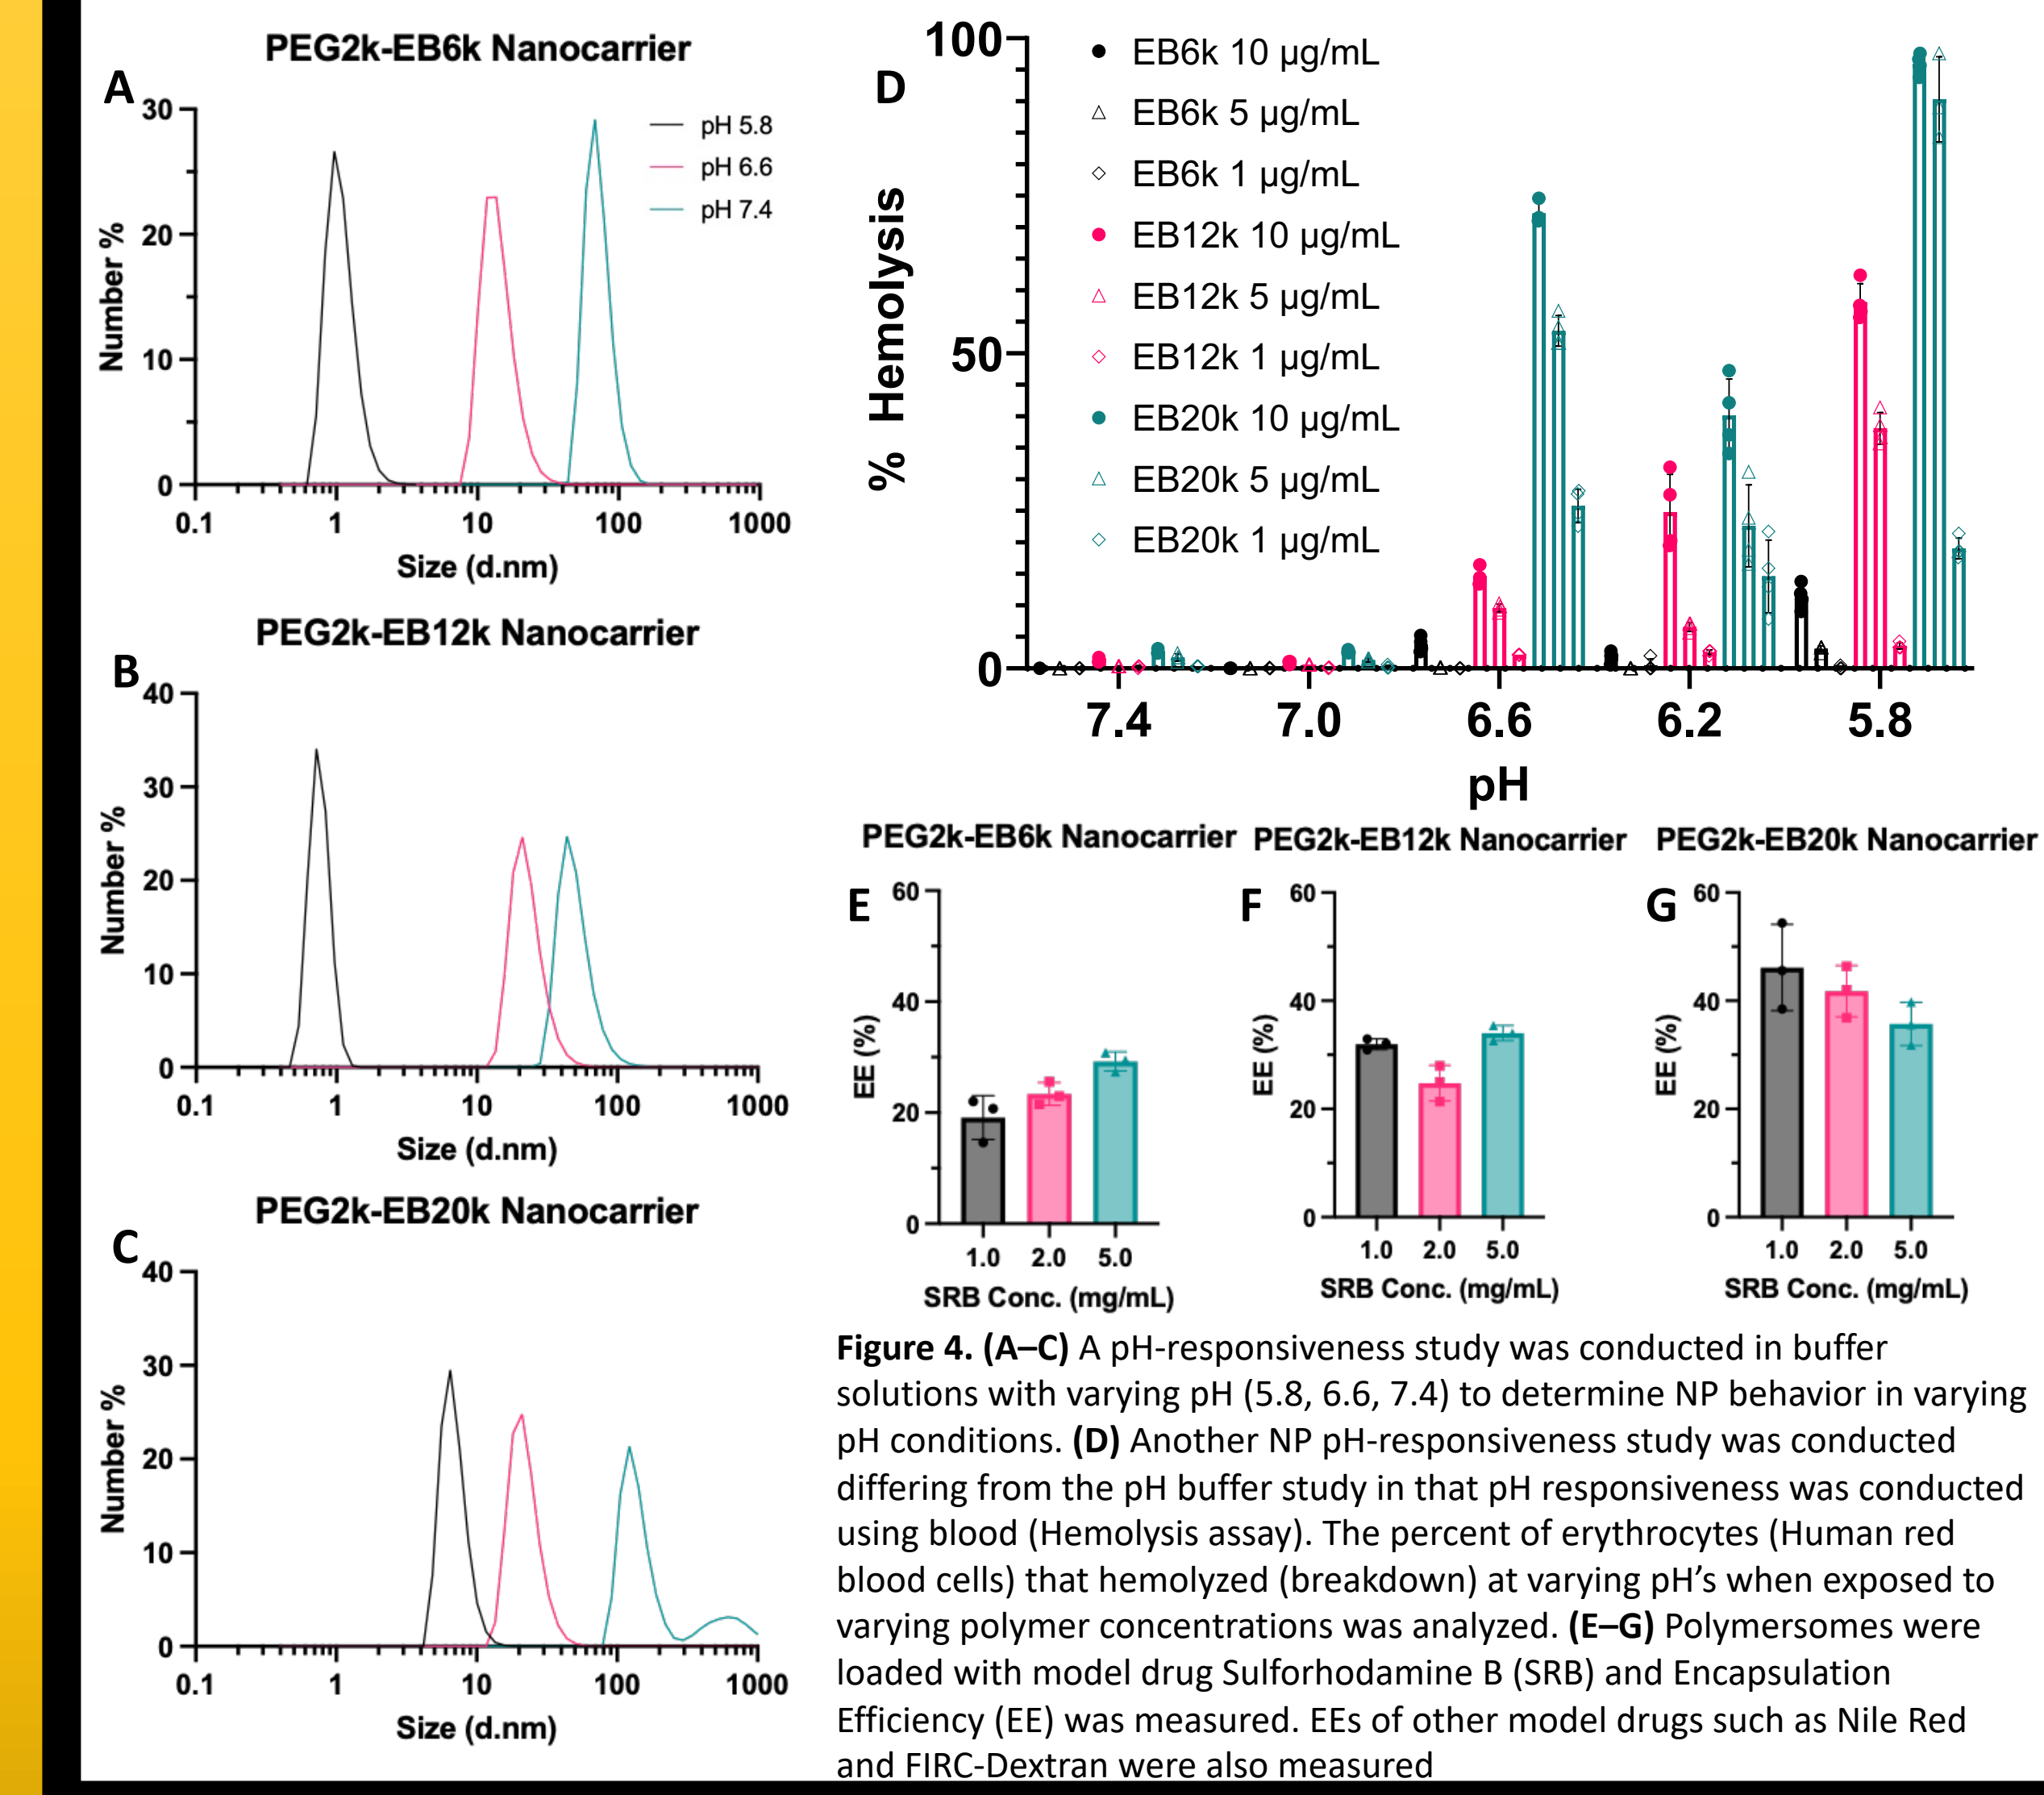 PEG2k-EB6k Nanocarrier
A
30
20
10
0
Number %
pH 5.8
pH 6.6
pH 7.4
0.1 1 10 100 1000
Size (d.nm)
PEG2k-EB12k Nanocarrier
B
40
30
20
10
0
Number %
0.1 1 10 100 1000
Size (d.nm)
PEG2k-EB20k Nanocarrier
C
40
30
20
10
0
Number %
0.1 1 10 100 1000
Size (d.nm)
D
100
50
0
% Hemolysis
EB6k 10 µg/mL
EB6k 5 µg/mL
EB6k 1 µg/mL
EB12k 10 µg/mL
EB12k 5 µg/mL
EB12k 1 µg/mL
EB20k 10 µg/mL
EB20k 5 µg/mL
EB20k 1 µg/mL
7.4 7.0 6.6 6.2 5.8
pH
PEG2k-EB6k Nanocarrier
E
60
40
20
0
EE (%)
1.0 2.0 5.0
SRB Conc. (mg/mL)
PEG2k-EB12k Nanocarrier
F
60
40
20
0
EE (%)
1.0 2.0 5.0
SRB Conc. (mg/mL)
PEG2k-EB20k Nanocarrier
G
60
40
20
0
EE (%)
1.0 2.0 5.0
SRB Conc. (mg/mL)
Figure 4. (A–C) A pH-responsiveness study was conducted in buffer
solutions with varying pH (5.8, 6.6, 7.4) to determine NP behavior in varying
pH conditions. (D) Another NP pH-responsiveness study was conducted
differing from the pH buffer study in that pH responsiveness was conducted
using blood (Hemolysis assay). The percent of erythrocytes (Human red
blood cells) that hemolyzed (breakdown) at varying pH’s when exposed to
varying polymer concentrations was analyzed. (E–G) Polymersomes were
loaded with model drug Sulforhodamine B (SRB) and Encapsulation
Efficiency (EE) was measured. EEs of other model drugs such as Nile Red
and FIRC-Dextran were also measured